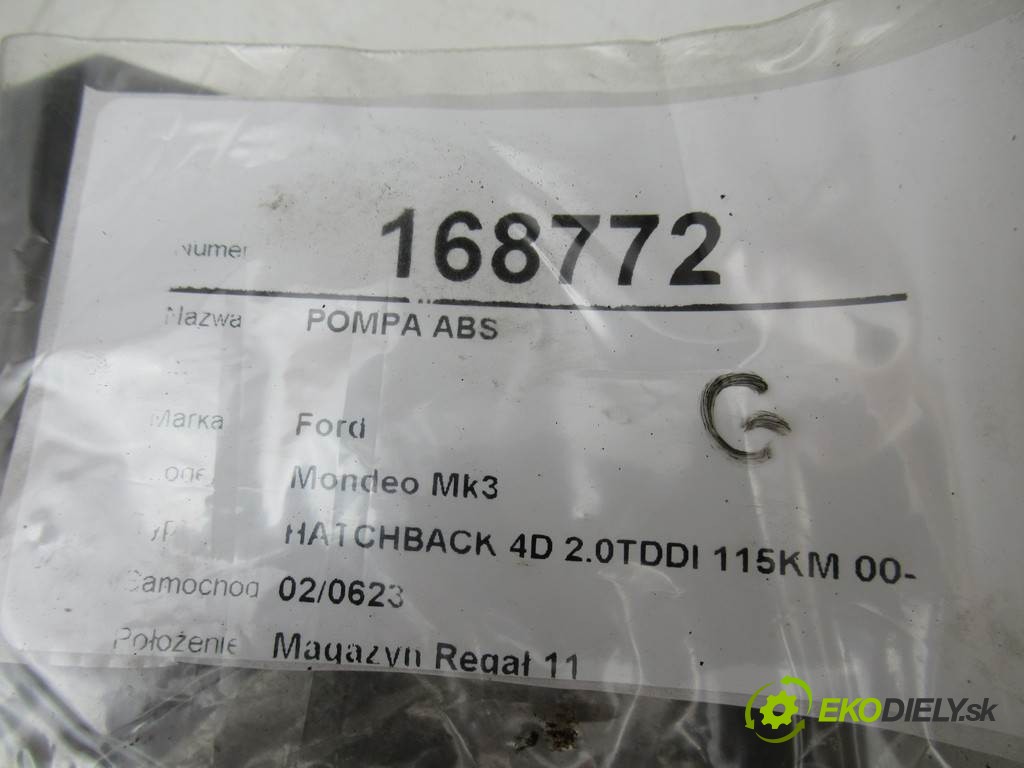 Numer 168772
Nazwa POMPA ABS
Marka Ford
G
Mondeo Mk3
HATCHBACK 4D 2.0TDDI 115KM 00-
Samochod 02/0623
Położenie Magazyn Regał 11
EKODIELY.sk